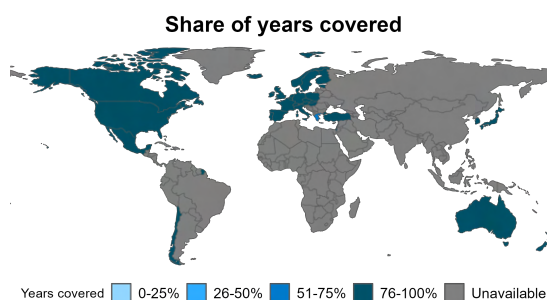 Share of years covered
Years covered 0-25% 26-50% 51-75% 76-100% Unavailable